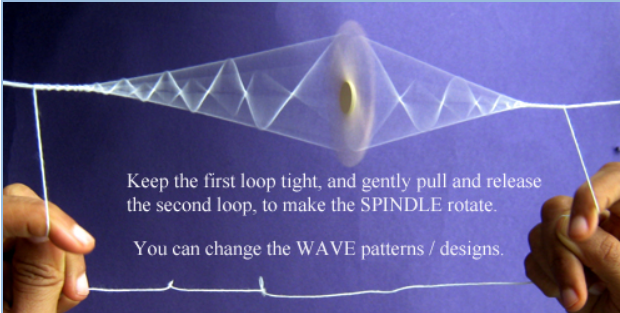 Keep the first loop tight, and gently pull and release
the second loop, to make the SPINDLE rotate.
You can change the WAVE patterns / designs.